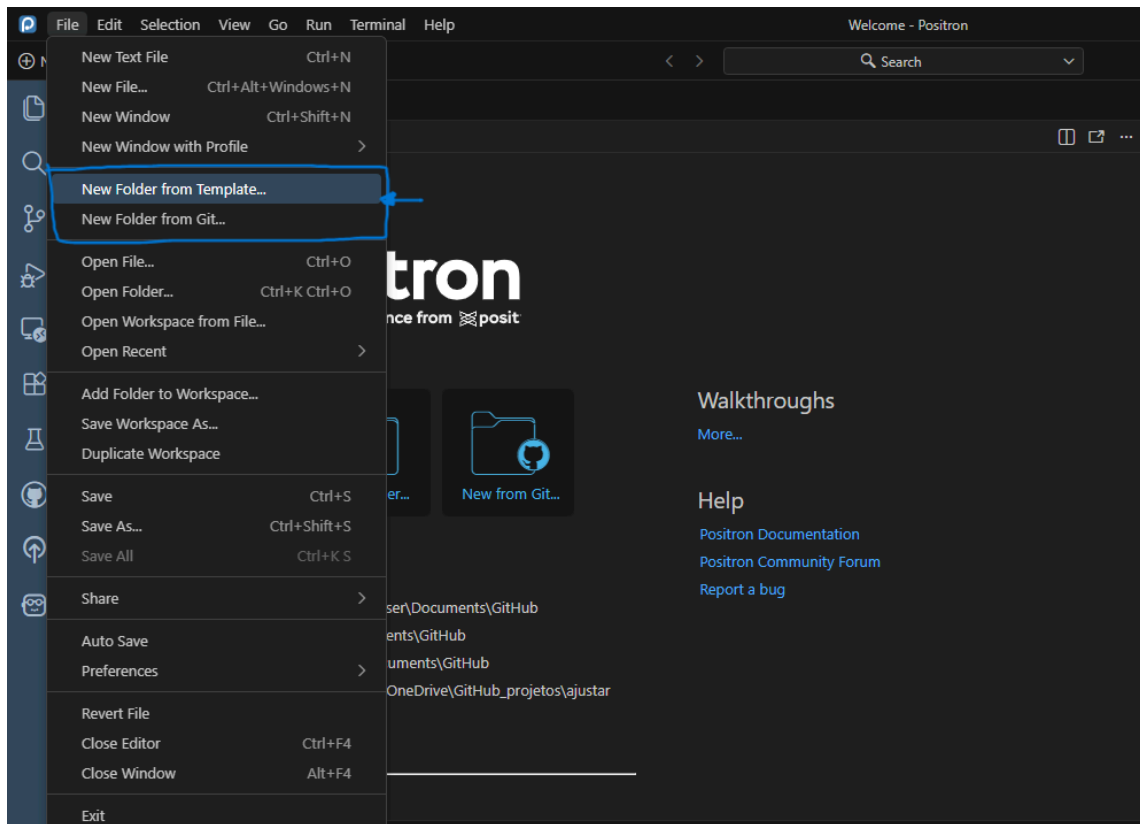 File Edit Selection View Go Run Terminal Help Welcome - Positron
Search
New Text File Ctrl+N
New File... Ctrl+Alt+Windows+N
New Window Ctrl+Shift+N
New Window with Profile
New Folder from Template...
New Folder from Git...
Open File... Ctrl+O
Open Folder... Ctrl+K Ctrl+O
Open Workspace from File...
Open Recent
Add Folder to Workspace...
Save Workspace As...
Duplicate Workspace
Save Ctrl+S
Save As... Ctrl+Shift+S
Save All Ctrl+K S
Share
Auto Save
Preferences
Revert File
Close Editor Ctrl+F4
Close Window Alt+F4
Exit
tron
nce from posit
er... New from Git...
ser\Documents\GitHub
ents\GitHub
uments\GitHub
OneDrive\GitHub_projetos\ajustar
Walkthroughs
More...
Help
Positron Documentation
Positron Community Forum
Report a bug